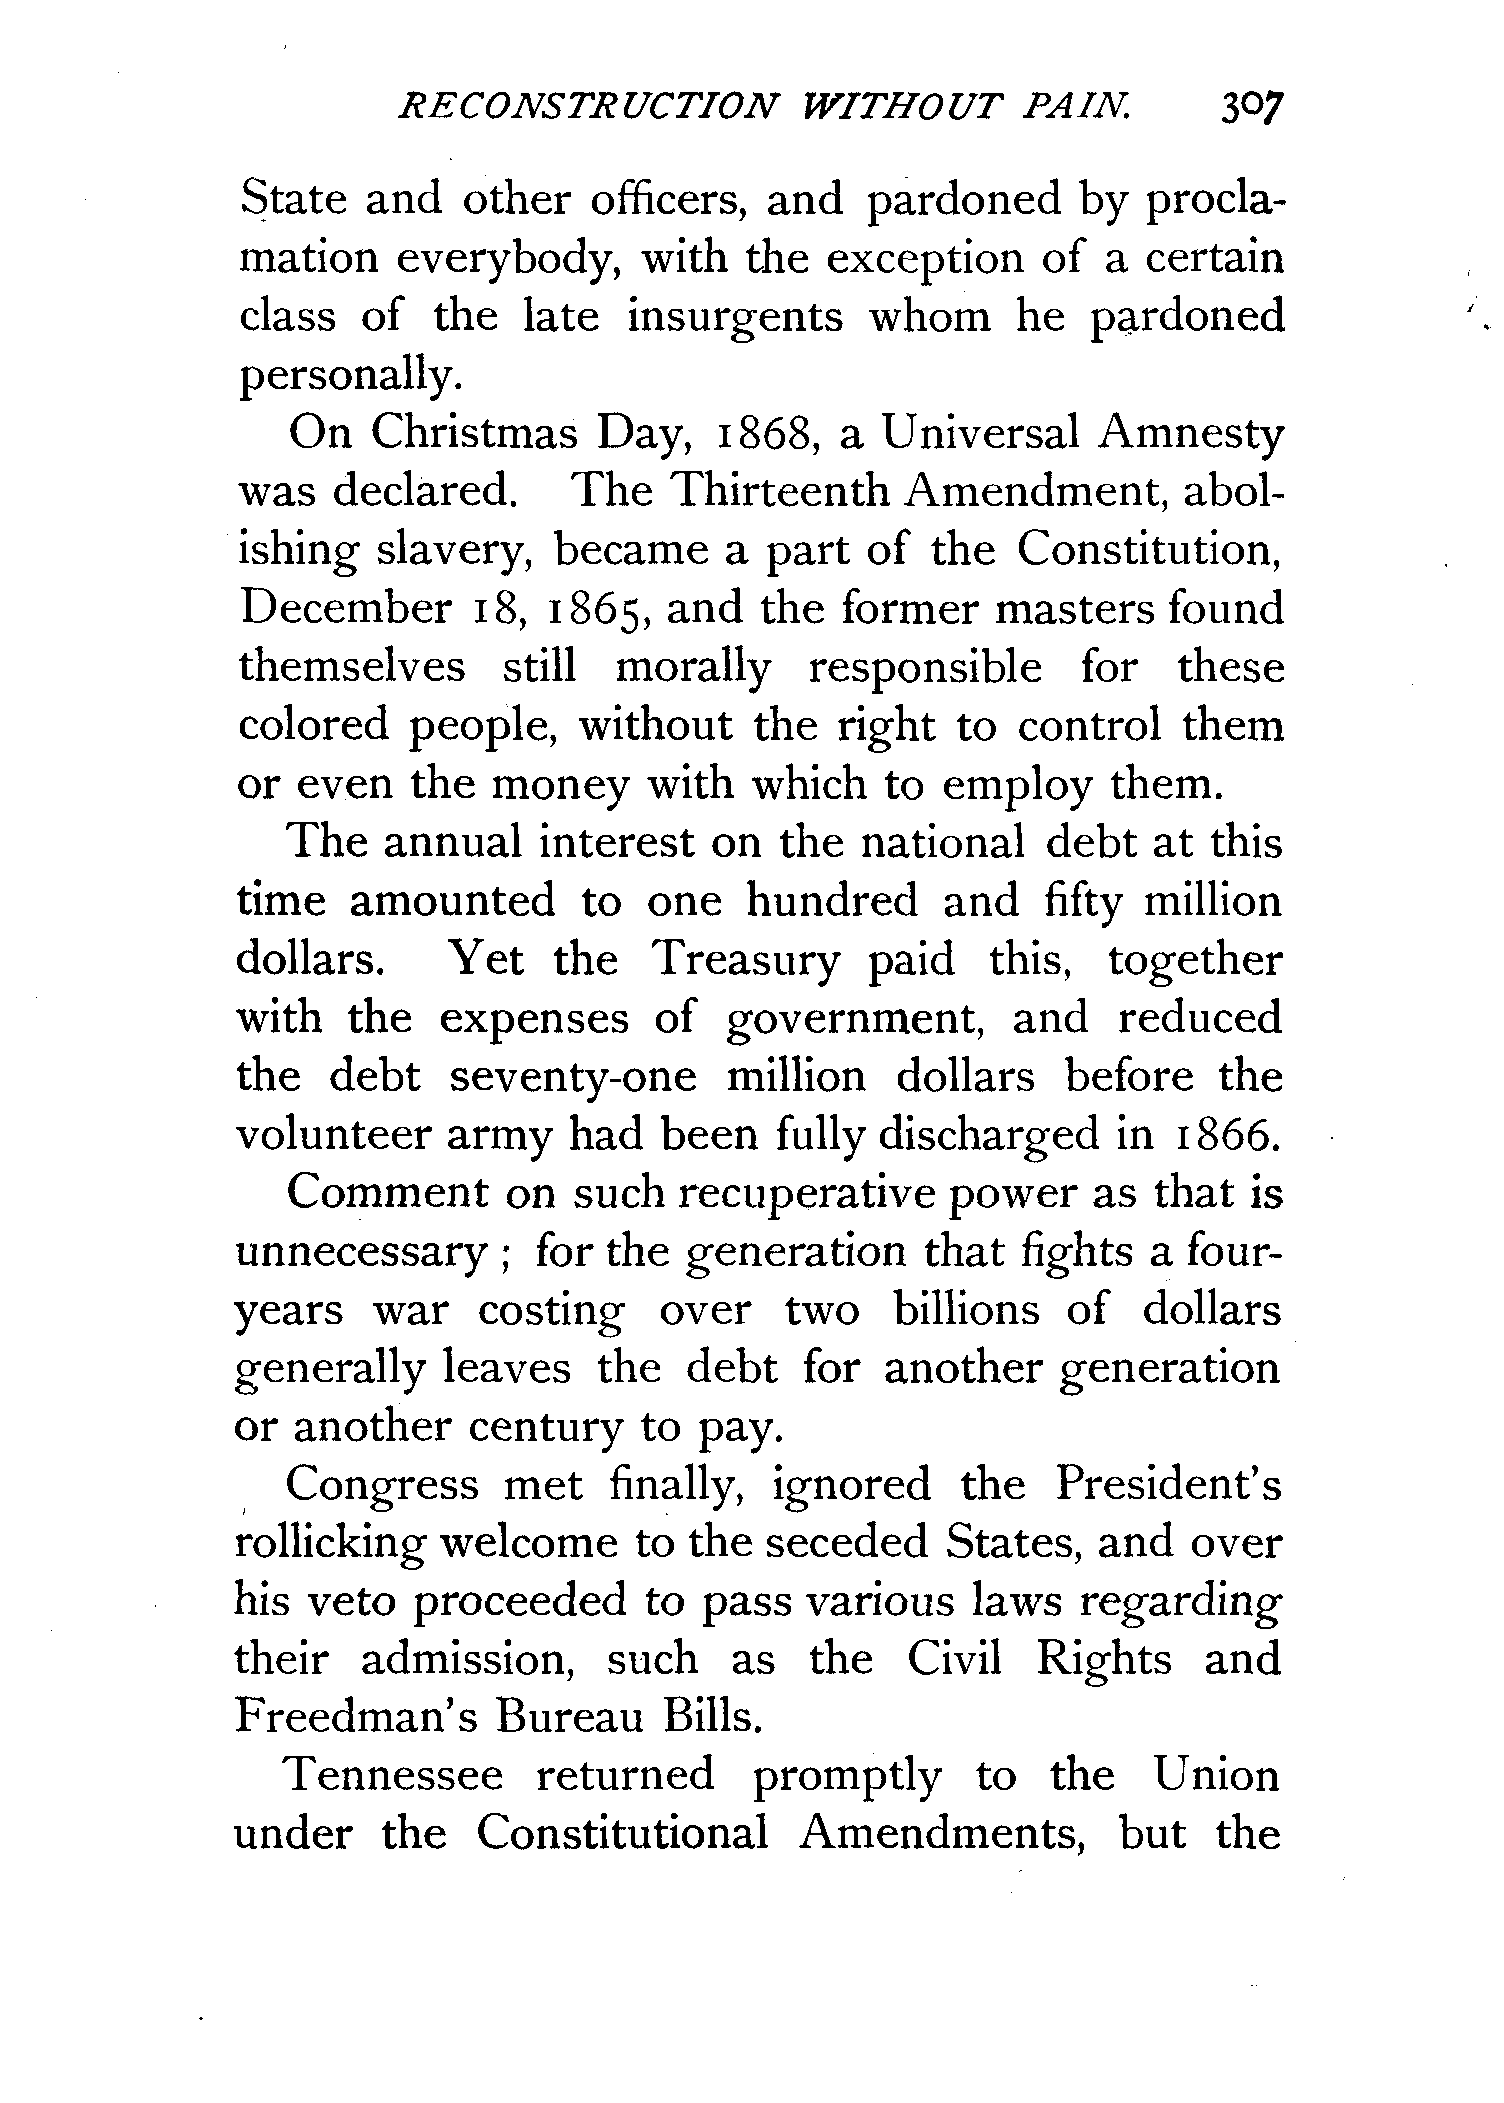 RECONSTRUCTION WITHOUT PAIN. 307
State and other officers, and pardoned by procla-
mation everybody, with the exception of a certain
class of the late insurgents whom he pardoned
personally.
On Christmas Day, 1868, a Universal Amnesty
was declared. The Thirteenth Amendment, abol-
ishing slavery, became a part of the Constitution,
December 18, 1865, and the former masters found
themselves still morally responsible for these
colored people, without the right to control them
or even the money with which to employ them.
The annual interest on the national debt at this
time amounted to one hundred and fifty million
dollars. Yet the Treasury paid this, together
with the expenses of government, and reduced
the debt seventy-one million dollars before the
volunteer army had been fully discharged in 1866.
Comment on such recuperative power as that is
unnecessary ; for the generation that fights a four-
years war costing over two billions of dollars
generally leaves the debt for another generation
or another century to pay.
Congress met finally, ignored the President's
rollicking welcome to the seceded States, and over
his veto proceeded to pass various laws regarding
their admission, such as the Civil Rights and
Freedman's Bureau Bills.
Tennessee returned promptly to the Union
under the Constitutional Amendments, but the